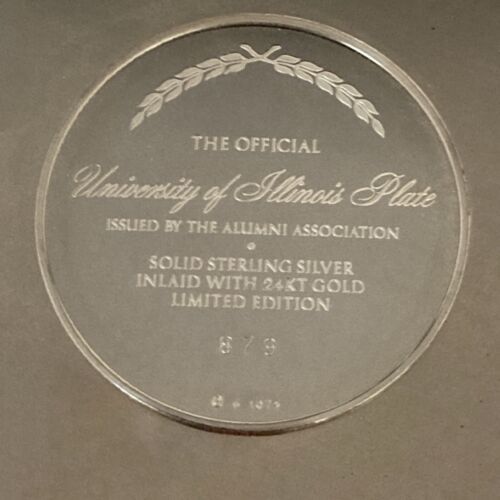 THE OFFICIAL
University of Illinois Plate
ISSUED BY THE ALUMNI ASSOCIATION
SOLID STERLING SILVER
INLAID WITH 24KT GOLD
LIMITED EDITION